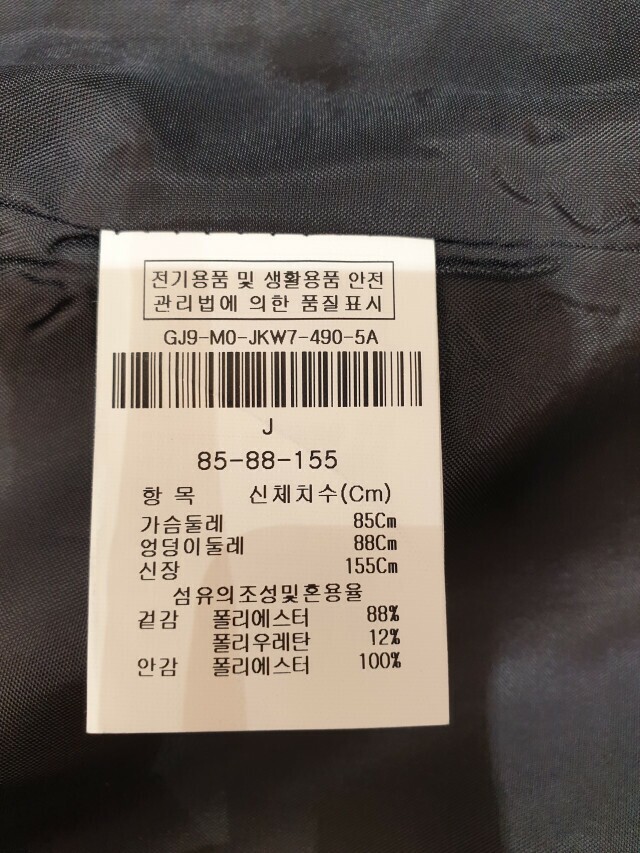 전기용품 및 생활용품 안전
관리법에 의한 품질표시
GJ9-M0-JKW7-490-5A
J
85-88-155
항 목 신체치수(Cm)
가슴둘레 85Cm
엉덩이둘레 88Cm
신장 155Cm
섬유의조성및혼용율
겉감 폴리에스터 88%
폴리우레탄 12%
안감 폴리에스터 100%